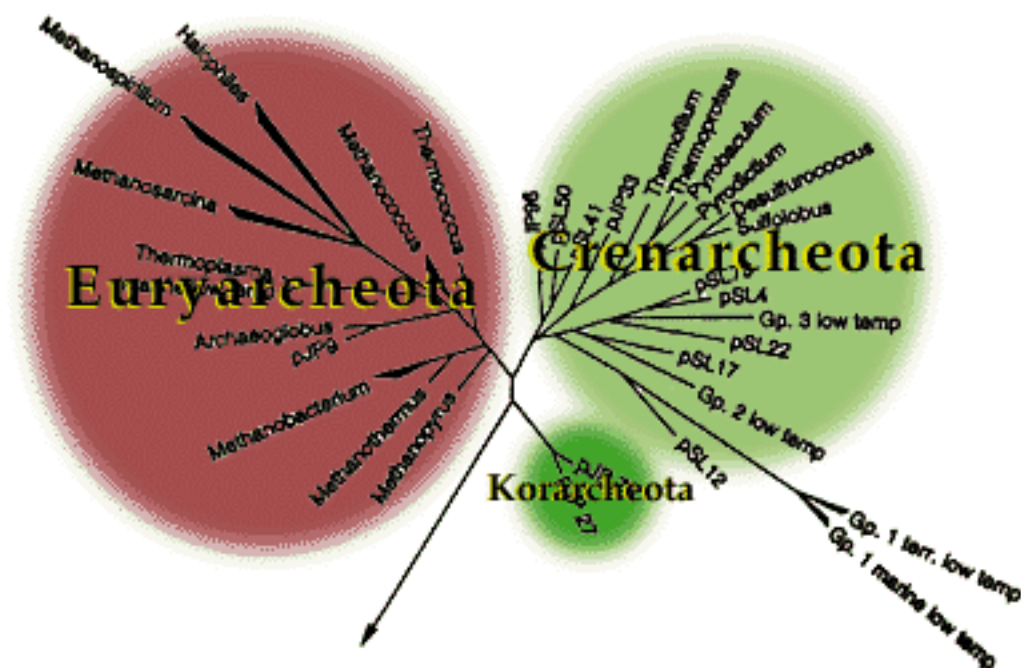 Methanospirillum
Halophiles
Methanosarcina
Methanococcus
Thermococcus
Thermoplasma
Euryarcheota
Archaeoglobus
pJP9
Methanobacterium
Methanothermus
Methanopyrus
pSL50
pJP33
Thermofilum
Thermoproteus
Pyrobaculum
Pyrodictium
Desulfurococcus
Sulfolobus
Crenarcheota
pSL4
Gp. 3 low temp
pSL22
pSL17
Gp. 2 low temp
pSL12
Gp. 1 terr. low temp
Gp. 1 marine low temp
Korarcheota